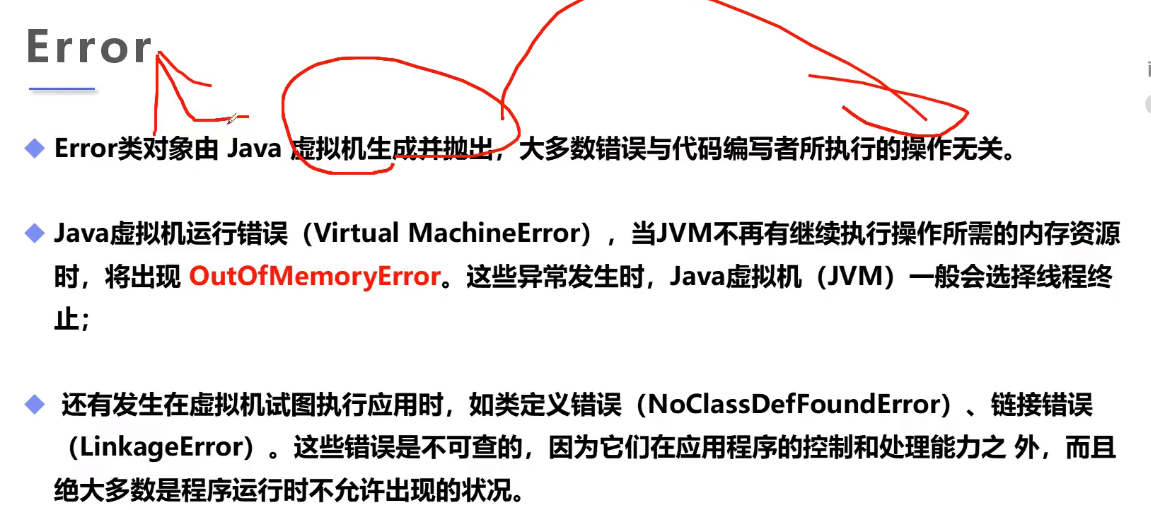 Error
Error类对象由 Java 虚拟机生成并抛出，大多数错误与代码编写者所执行的操作无关。
Java虚拟机运行错误（Virtual MachineError），当JVM不再有继续执行操作所需的内存资源
时，将出现 OutOfMemoryError。这些异常发生时，Java虚拟机（JVM）一般会选择线程终
止；
还有发生在虚拟机试图执行应用时，如类定义错误（NoClassDefFoundError）、链接错误
（LinkageError）。这些错误是不可查的，因为它们在应用程序的控制和处理能力之 外，而且
绝大多数是程序运行时不允许出现的状况。